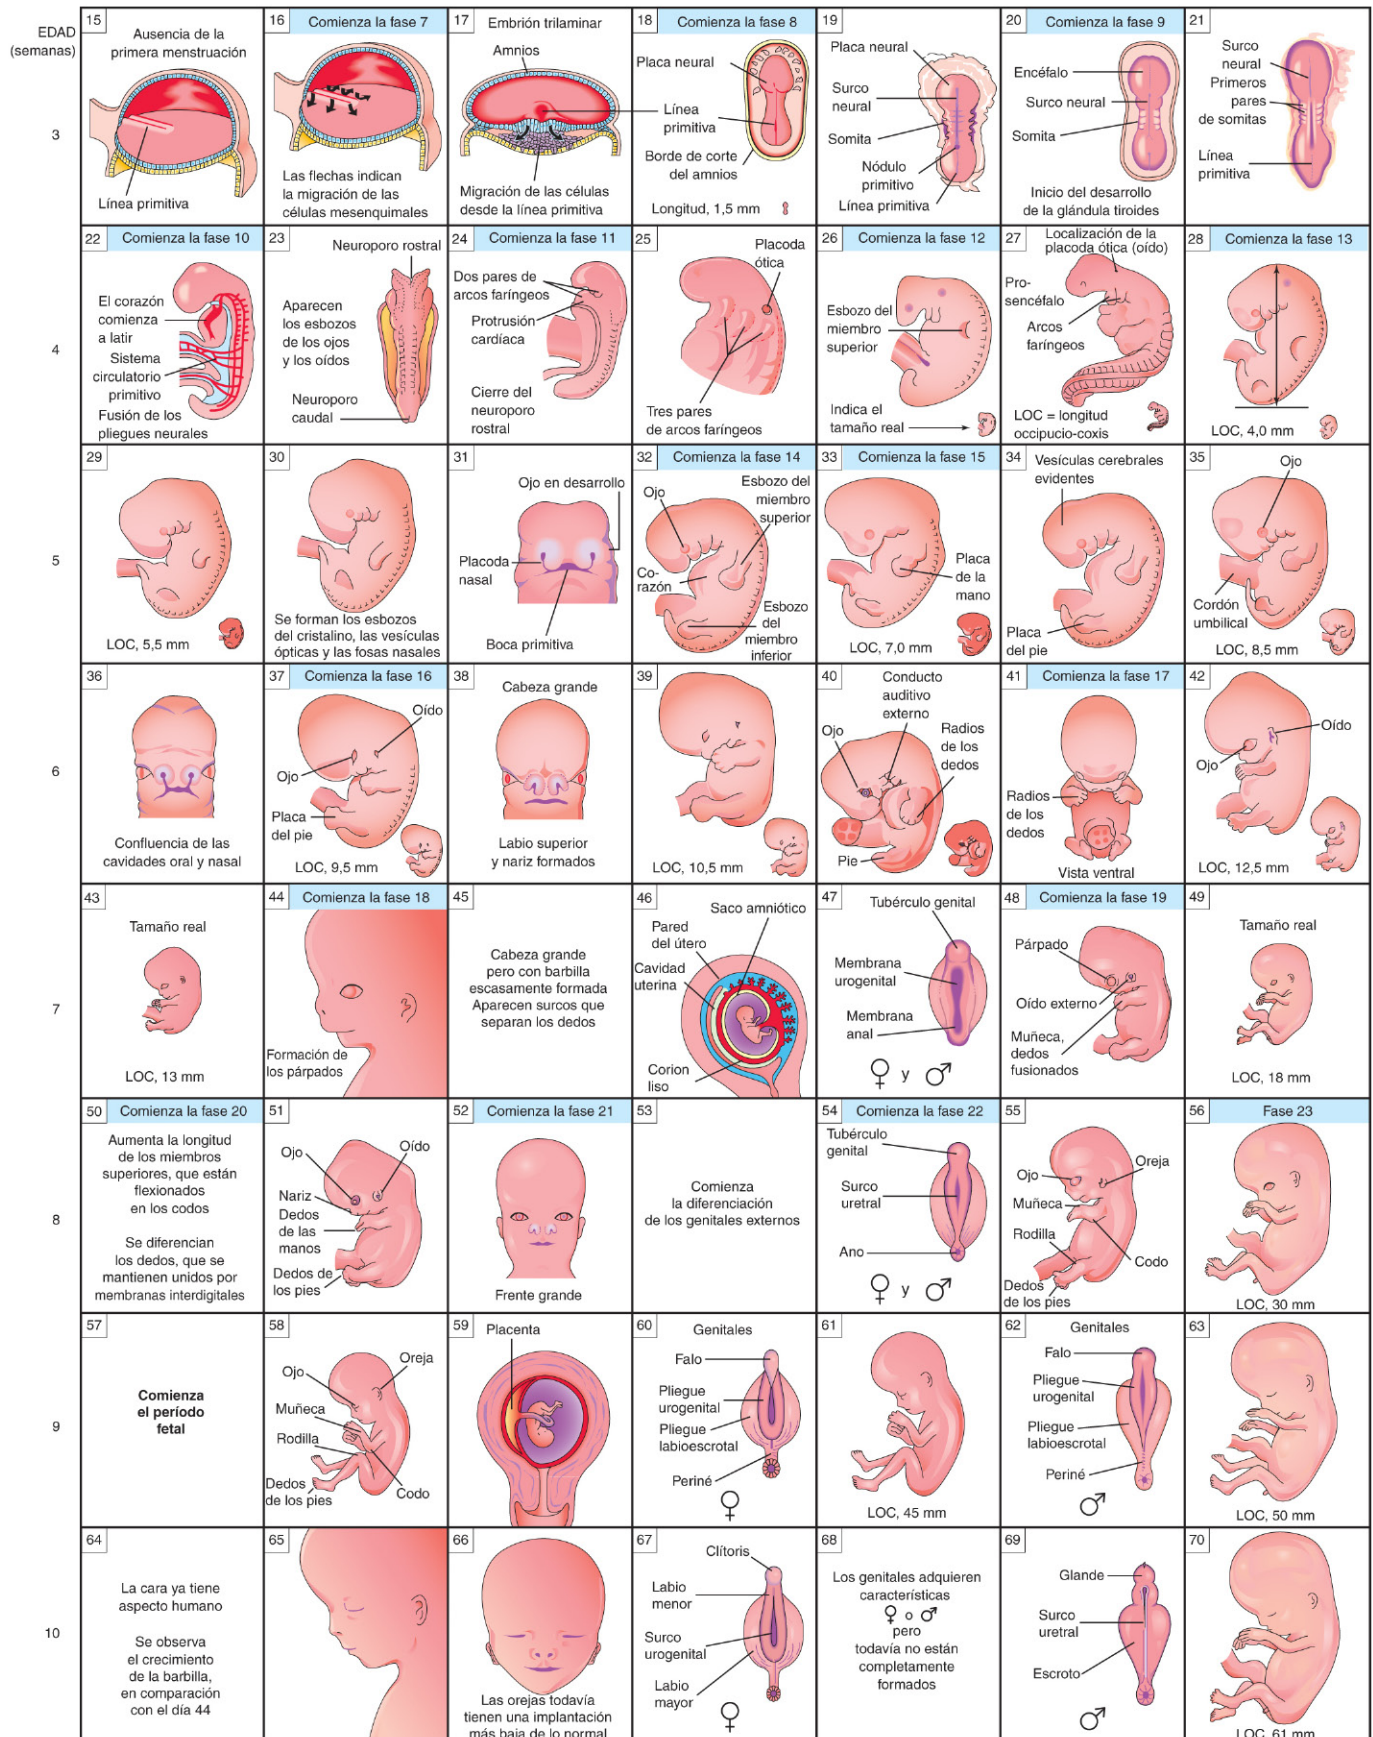 EDAD
(semanas)
3
15
Ausencia de la
primera menstruación
Línea primitiva
16
Comienza la fase 7
Las flechas indican
la migración de las
células mesenquimales
17
Embrión trilaminar
Amnios
Migración de las células
desde la línea primitiva
18
Comienza la fase 8
Placa neural
Línea
primitiva
Borde de corte
del amnios
Longitud, 1,5 mm
19
Placa neural
Surco
neural
Somita
Nódulo
primitivo
Línea primitiva
20
Comienza la fase 9
Encéfalo
Surco neural
Somita
Inicio del desarrollo
de la glándula tiroides
21
Surco
neural
Primeros
pares
de somitas
Línea
primitiva
4
22
Comienza la fase 10
El corazón
comienza
a latir
Sistema
circulatorio
primitivo
Fusión de los
pliegues neurales
23
Neuroporo rostral
Aparecen
los esbozos
de los ojos
y los oídos
Neuroporo
caudal
24
Comienza la fase 11
Dos pares de
arcos faríngeos
Protrusión
cardíaca
Cierre del
neuroporo
rostral
25
Placoda
ótica
Tres pares
de arcos faríngeos
26
Comienza la fase 12
Esbozo del
miembro
superior
Indica el
tamaño real
27
Localización de la
placoda ótica (oído)
Pro-
sencéfalo
Arcos
faríngeos
LOC = longitud
occipucio-coxis
28
Comienza la fase 13
LOC, 4,0 mm
5
29
LOC, 5,5 mm
30
Se forman los esbozos
del cristalino, las vesículas
ópticas y las fosas nasales
31
Ojo en desarrollo
Placoda
nasal
Boca primitiva
32
Comienza la fase 14
Ojo
Esbozo del
miembro
superior
Co-
razón
Esbozo
del
miembro
inferior
33
Comienza la fase 15
Placa
de la
mano
LOC, 7,0 mm
34
Vesículas cerebrales
evidentes
Placa
del pie
35
Ojo
Cordón
umbilical
LOC, 8,5 mm
6
36
Confluencia de las
cavidades oral y nasal
37
Comienza la fase 16
Oído
Ojo
Placa
del pie
LOC, 9,5 mm
38
Cabeza grande
Labio superior
y nariz formados
39
LOC, 10,5 mm
40
Conducto
auditivo
externo
Ojo
Radios
de los
dedos
Pie
41
Comienza la fase 17
Radios
de los
dedos
Vista ventral
42
Oído
Ojo
LOC, 12,5 mm
7
43
Tamaño real
LOC, 13 mm
44
Comienza la fase 18
Formación de
los párpados
45
Cabeza grande
pero con barbilla
escasamente formada
Aparecen surcos que
separan los dedos
46
Saco amniótico
Pared
del útero
Cavidad
uterina
Corion
liso
47
Tubérculo genital
Membrana
urogenital
Membrana
anal
♀ y ♂
48
Comienza la fase 19
Párpado
Oído externo
Muñeca,
dedos
fusionados
49
Tamaño real
LOC, 18 mm
8
50
Comienza la fase 20
Aumenta la longitud
de los miembros
superiores, que están
flexionados
en los codos
Se diferencian
los dedos, que se
mantienen unidos por
membranas interdigitales
51
Ojo
Oído
Nariz
Dedos
de las
manos
Dedos de
los pies
52
Comienza la fase 21
Frente grande
53
Comienza
la diferenciación
de los genitales externos
54
Comienza la fase 22
Tubérculo
genital
Surco
uretral
Ano
♀ y ♂
55
Ojo
Oreja
Muñeca
Rodilla
Codo
Dedos
de los pies
56
Fase 23
LOC, 30 mm
9
57
Comienza
el período
fetal
58
Ojo
Oreja
Muñeca
Rodilla
Dedos
de los pies
Codo
59
Placenta
60
Genitales
Falo
Pliegue
urogenital
Pliegue
labioescrotal
Periné
♀
61
LOC, 45 mm
62
Genitales
Falo
Pliegue
urogenital
Pliegue
labioescrotal
Periné
♂
63
LOC, 50 mm
10
64
La cara ya tiene
aspecto humano
Se observa
el crecimiento
de la barbilla,
en comparación
con el día 44
65
66
Las orejas todavía
tienen una implantación
más baja de lo normal
67
Clítoris
Labio
menor
Surco
urogenital
Labio
mayor
♀
68
Los genitales adquieren
características
♀ o ♂
pero
todavía no están
completamente
formados
69
Glande
Surco
uretral
Escroto
♂
70
LOC, 61 mm